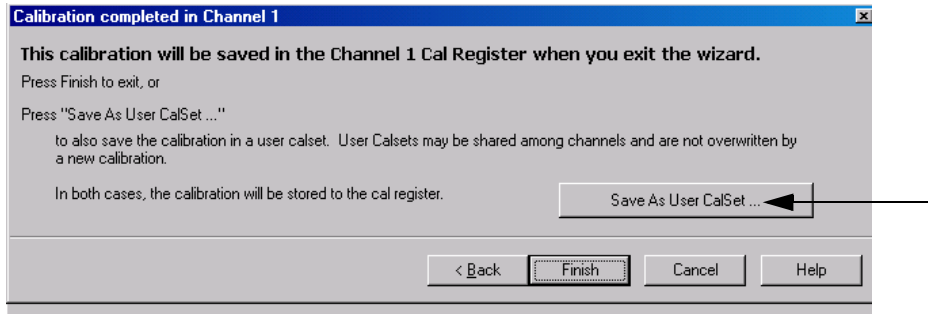 Calibration completed in Channel 1
This calibration will be saved in the Channel 1 Cal Register when you exit the wizard.
Press Finish to exit, or
Press "Save As User CalSet ..."
to also save the calibration in a user calset. User Calsets may be shared among channels and are not overwritten by
a new calibration.
In both cases, the calibration will be stored to the cal register.
Save As User CalSet ...
< Back
Finish
Cancel
Help